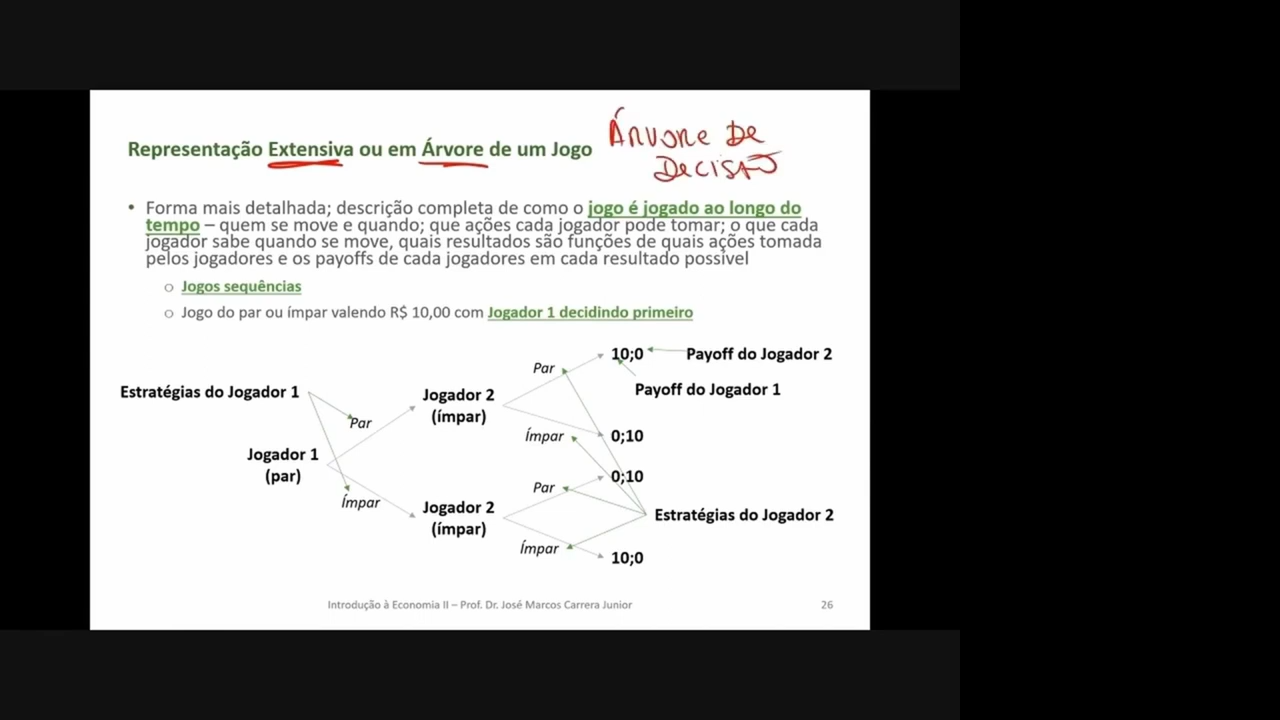 Representação Extensiva ou em Árvore de um Jogo
Árvore de
Decisão
• Forma mais detalhada; descrição completa de como o jogo é jogado ao longo do
tempo – quem se move e quando; que ações cada jogador pode tomar; o que cada
jogador sabe quando se move, quais resultados são funções de quais ações tomada
pelos jogadores e os payoffs de cada jogadores em cada resultado possível
o Jogos sequências
o Jogo do par ou ímpar valendo R$ 10,00 com Jogador 1 decidindo primeiro
Estratégias do Jogador 1
Par
Jogador 1
(par)
Ímpar
Jogador 2
(ímpar)
Jogador 2
(ímpar)
Par
Ímpar
Par
Ímpar
10;0
Payoff do Jogador 2
Payoff do Jogador 1
0;10
0;10
Estratégias do Jogador 2
10;0
Introdução à Economia II – Prof. Dr. José Marcos Carrera Junior
26